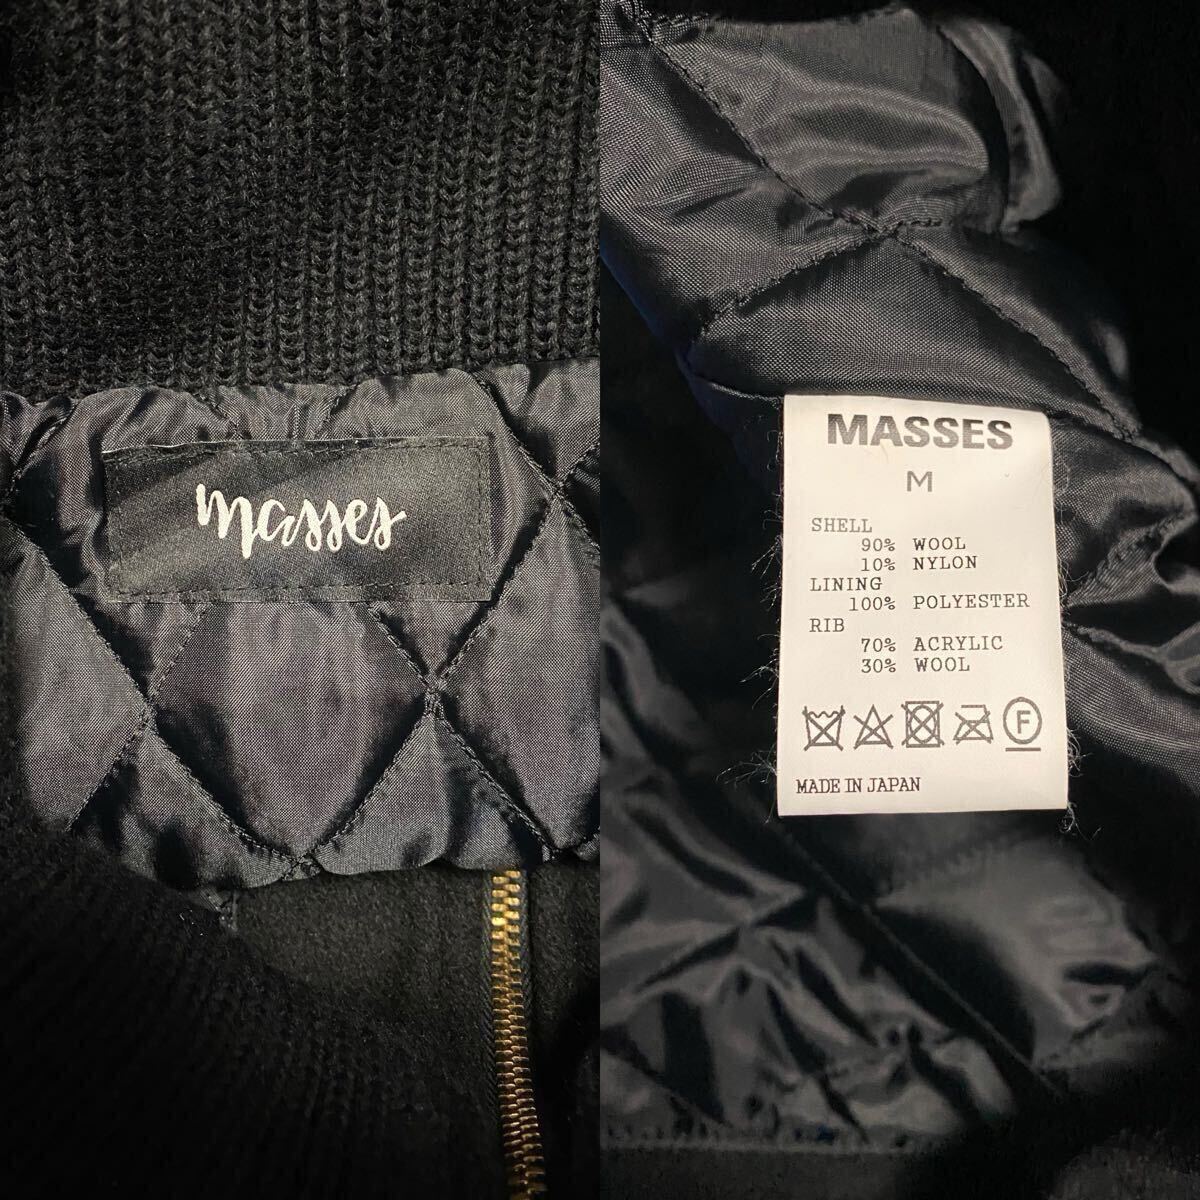 masses
MASSES
M
SHELL
90% WOOL
10% NYLON
LINING
100% POLYESTER
RIB
70% ACRYLIC
30% WOOL
F
MADE IN JAPAN